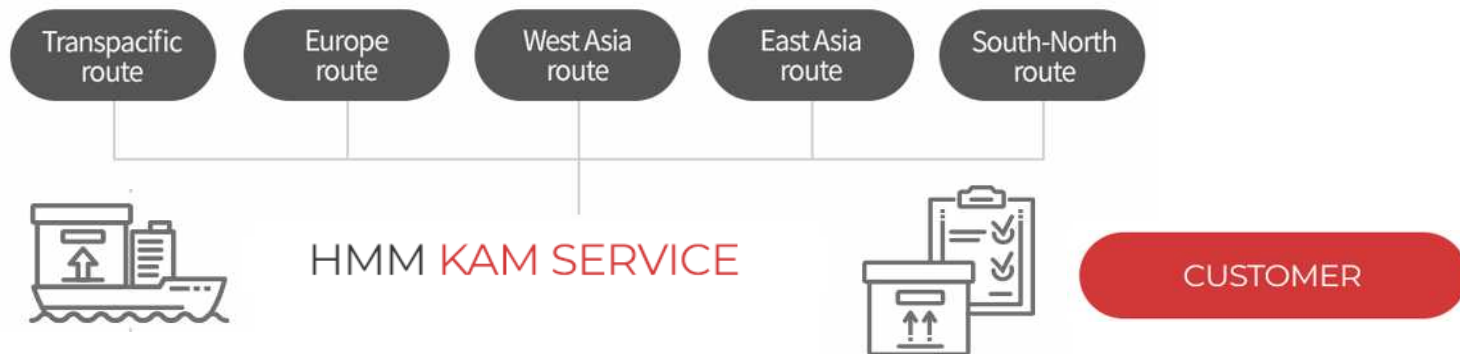 Transpacific
route
Europe
route
West Asia
route
East Asia
route
South-North
route
HMM KAM SERVICE
CUSTOMER